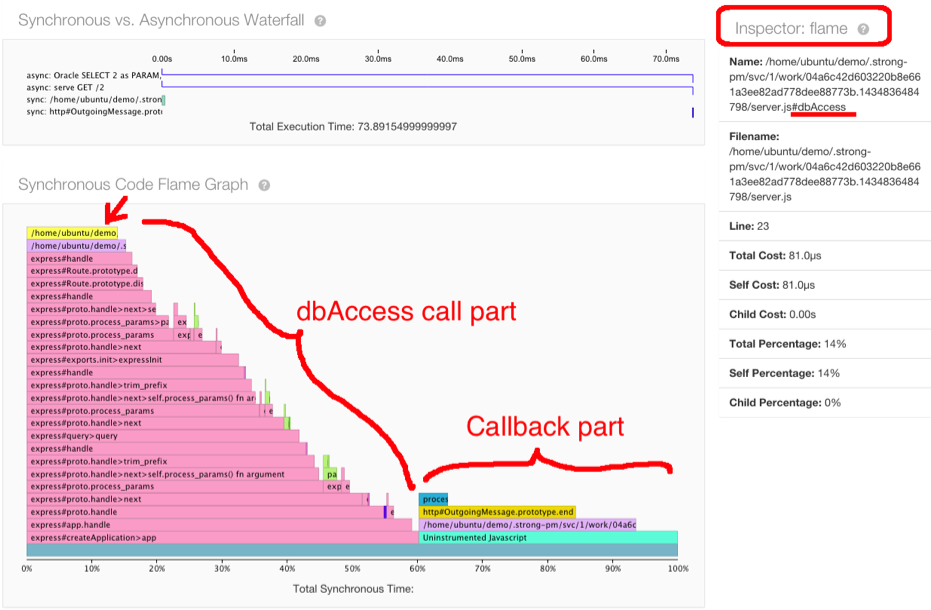 Synchronous vs. Asynchronous Waterfall ?
0.00s 10.0ms 20.0ms 30.0ms 40.0ms 50.0ms 60.0ms 70.0ms
async: Oracle SELECT 2 as PARAM,
async: serve GET /2
sync: /home/ubuntu/demo/.stron
sync: http#OutgoingMessage.proto
Total Execution Time: 73.89154999999997
Synchronous Code Flame Graph ?
/home/ubuntu/demo
/home/ubuntu/demo/.s
express#handle
express#Route.prototype.d
express#Route.prototype.dis
express#handle
express#proto.handle>next>se
express#proto.process_params>pa ex
express#proto.process_params exp e
express#proto.handle>next
express#exports.init>expressInit
express#handle
express#proto.handle>trim_prefix
express#proto.handle>next>self.process_params() fn ar
express#proto.process_params e
express#proto.handle>next
express#query>query
express#handle
express#proto.handle>trim_prefix
express#proto.handle>next>self.process_params() fn argument pa
express#proto.process_params exp e
express#proto.handle>next
express#proto.handle e
express#app.handle
express#createApplication>app
dbAccess call part
Callback part
proces
http#OutgoingMessage.prototype.end
/home/ubuntu/demo/.strong-pm/svc/1/work/04a6c
Uninstrumented Javascript
0% 10% 20% 30% 40% 50% 60% 70% 80% 90% 100%
Total Synchronous Time:
Inspector: flame ?
Name: /home/ubuntu/demo/.strong-
pm/svc/1/work/04a6c42d603220b8e66
1a3ee82ad778dee88773b.1434836484
798/server.js#dbAccess
Filename:
/home/ubuntu/demo/.strong-
pm/svc/1/work/04a6c42d603220b8e66
1a3ee82ad778dee88773b.1434836484
798/server.js
Line: 23
Total Cost: 81.0µs
Self Cost: 81.0µs
Child Cost: 0.00s
Total Percentage: 14%
Self Percentage: 14%
Child Percentage: 0%